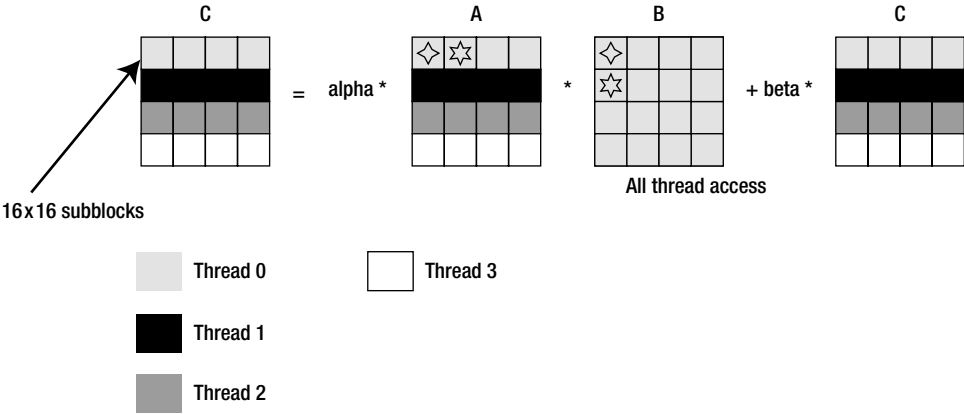 C A B C
= alpha * * + beta *
All thread access
16x16 subblocks
Thread 0 Thread 3
Thread 1
Thread 2